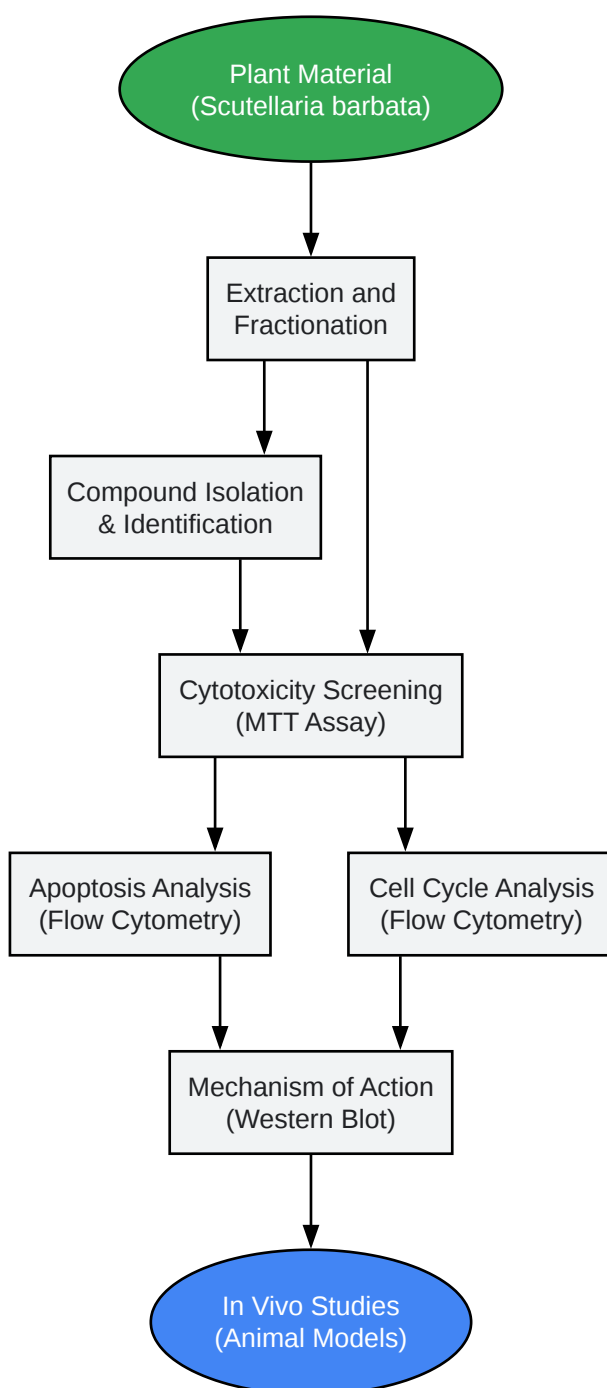 Plant Material
(Scutellaria barbata)
Extraction and
Fractionation
Compound Isolation
& Identification
Cytotoxicity Screening
(MTT Assay)
Apoptosis Analysis
(Flow Cytometry)
Cell Cycle Analysis
(Flow Cytometry)
Mechanism of Action
(Western Blot)
In Vivo Studies
(Animal Models)